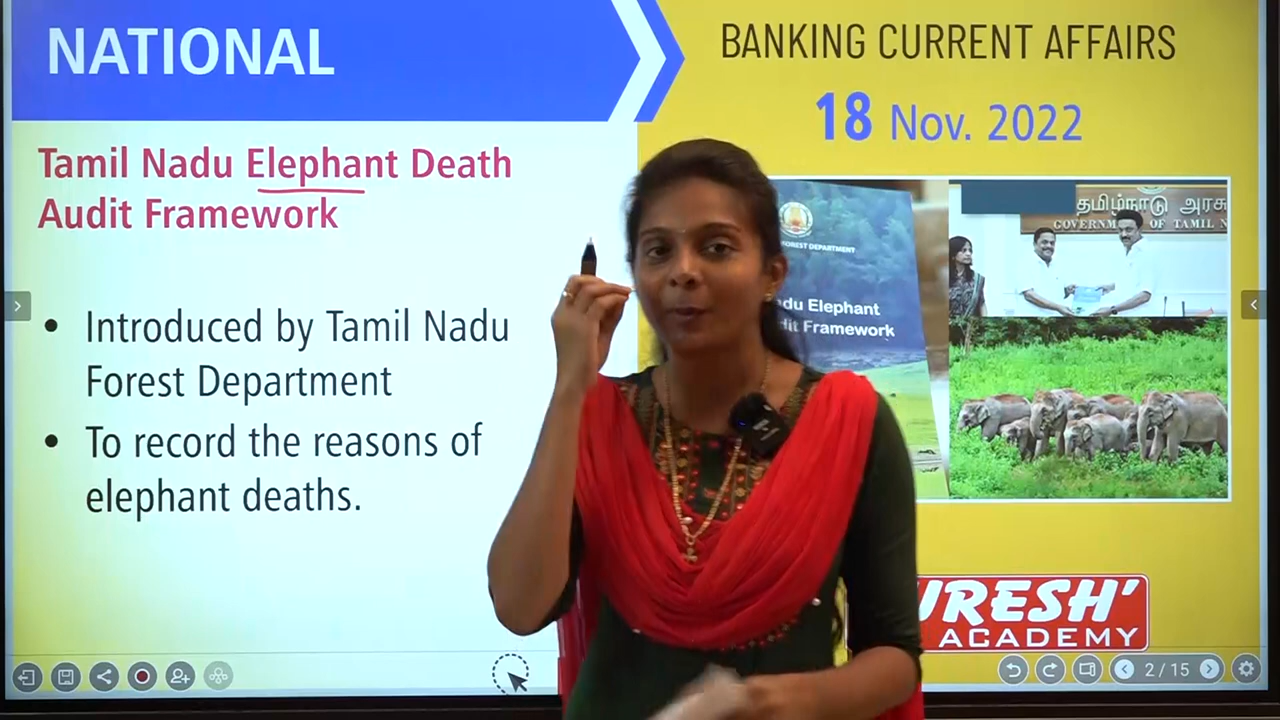 NATIONAL
Tamil Nadu Elephant Death
Audit Framework
• Introduced by Tamil Nadu
Forest Department
• To record the reasons of
elephant deaths.
BANKING CURRENT AFFAIRS
18 Nov. 2022
FOREST DEPARTMENT
Elephant
Audit Framework
தமிழ்நாடு அரசு
GOVERNMENT OF TAMIL N
URESH'
ACADEMY
2 / 15